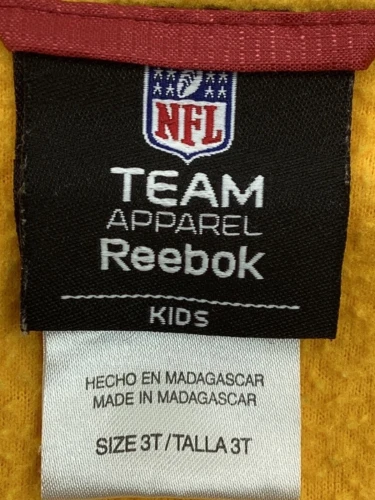 NFL
TEAM
APPAREL
Reebok
KIDS
HECHO EN MADAGASCAR
MADE IN MADAGASCAR
SIZE 3T / TALLA 3T